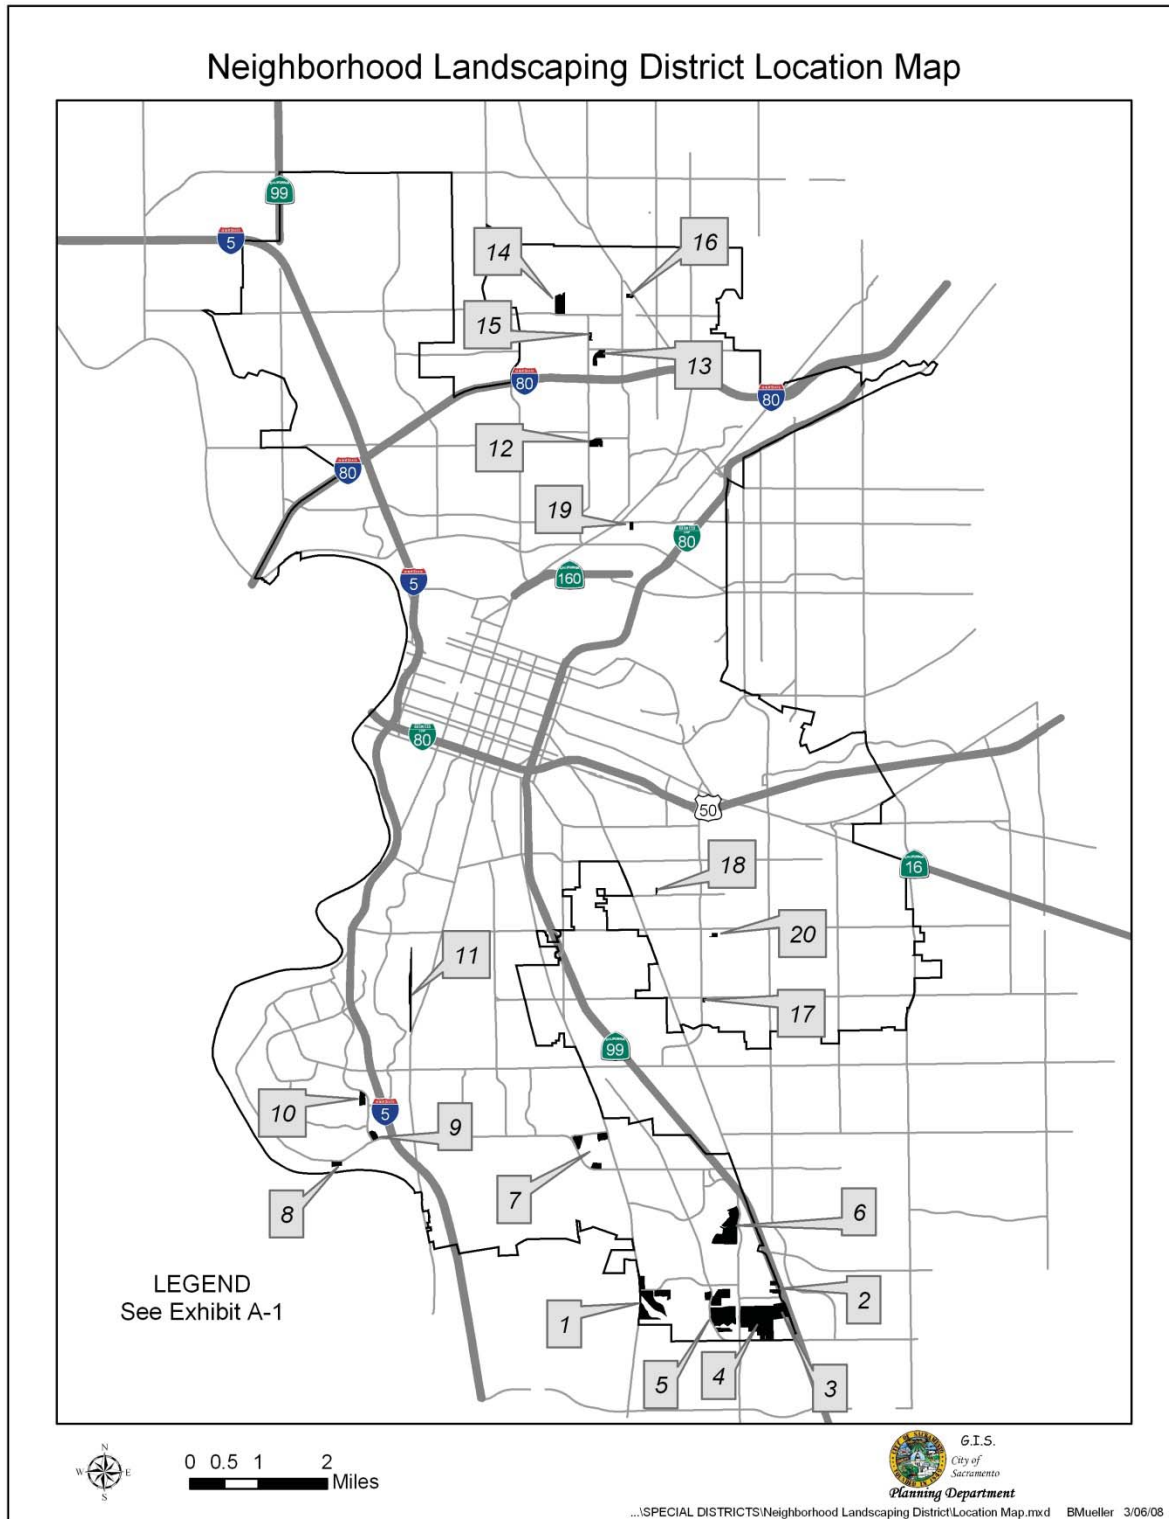 Neighborhood Landscaping District Location Map
99
5
14
16
15
13
80
80
12
80
19
80
5
160
80
50
18
16
20
11
17
99
10
5
9
7
8
6
LEGEND
See Exhibit A-1
2
1
5
4
3
N
W E
S
0 0.5 1 2
Miles
G.I.S.
City of
Sacramento
Planning Department
...\SPECIAL DISTRICTS\Neighborhood Landscaping District\Location Map.mxd BMueller 3/06/08